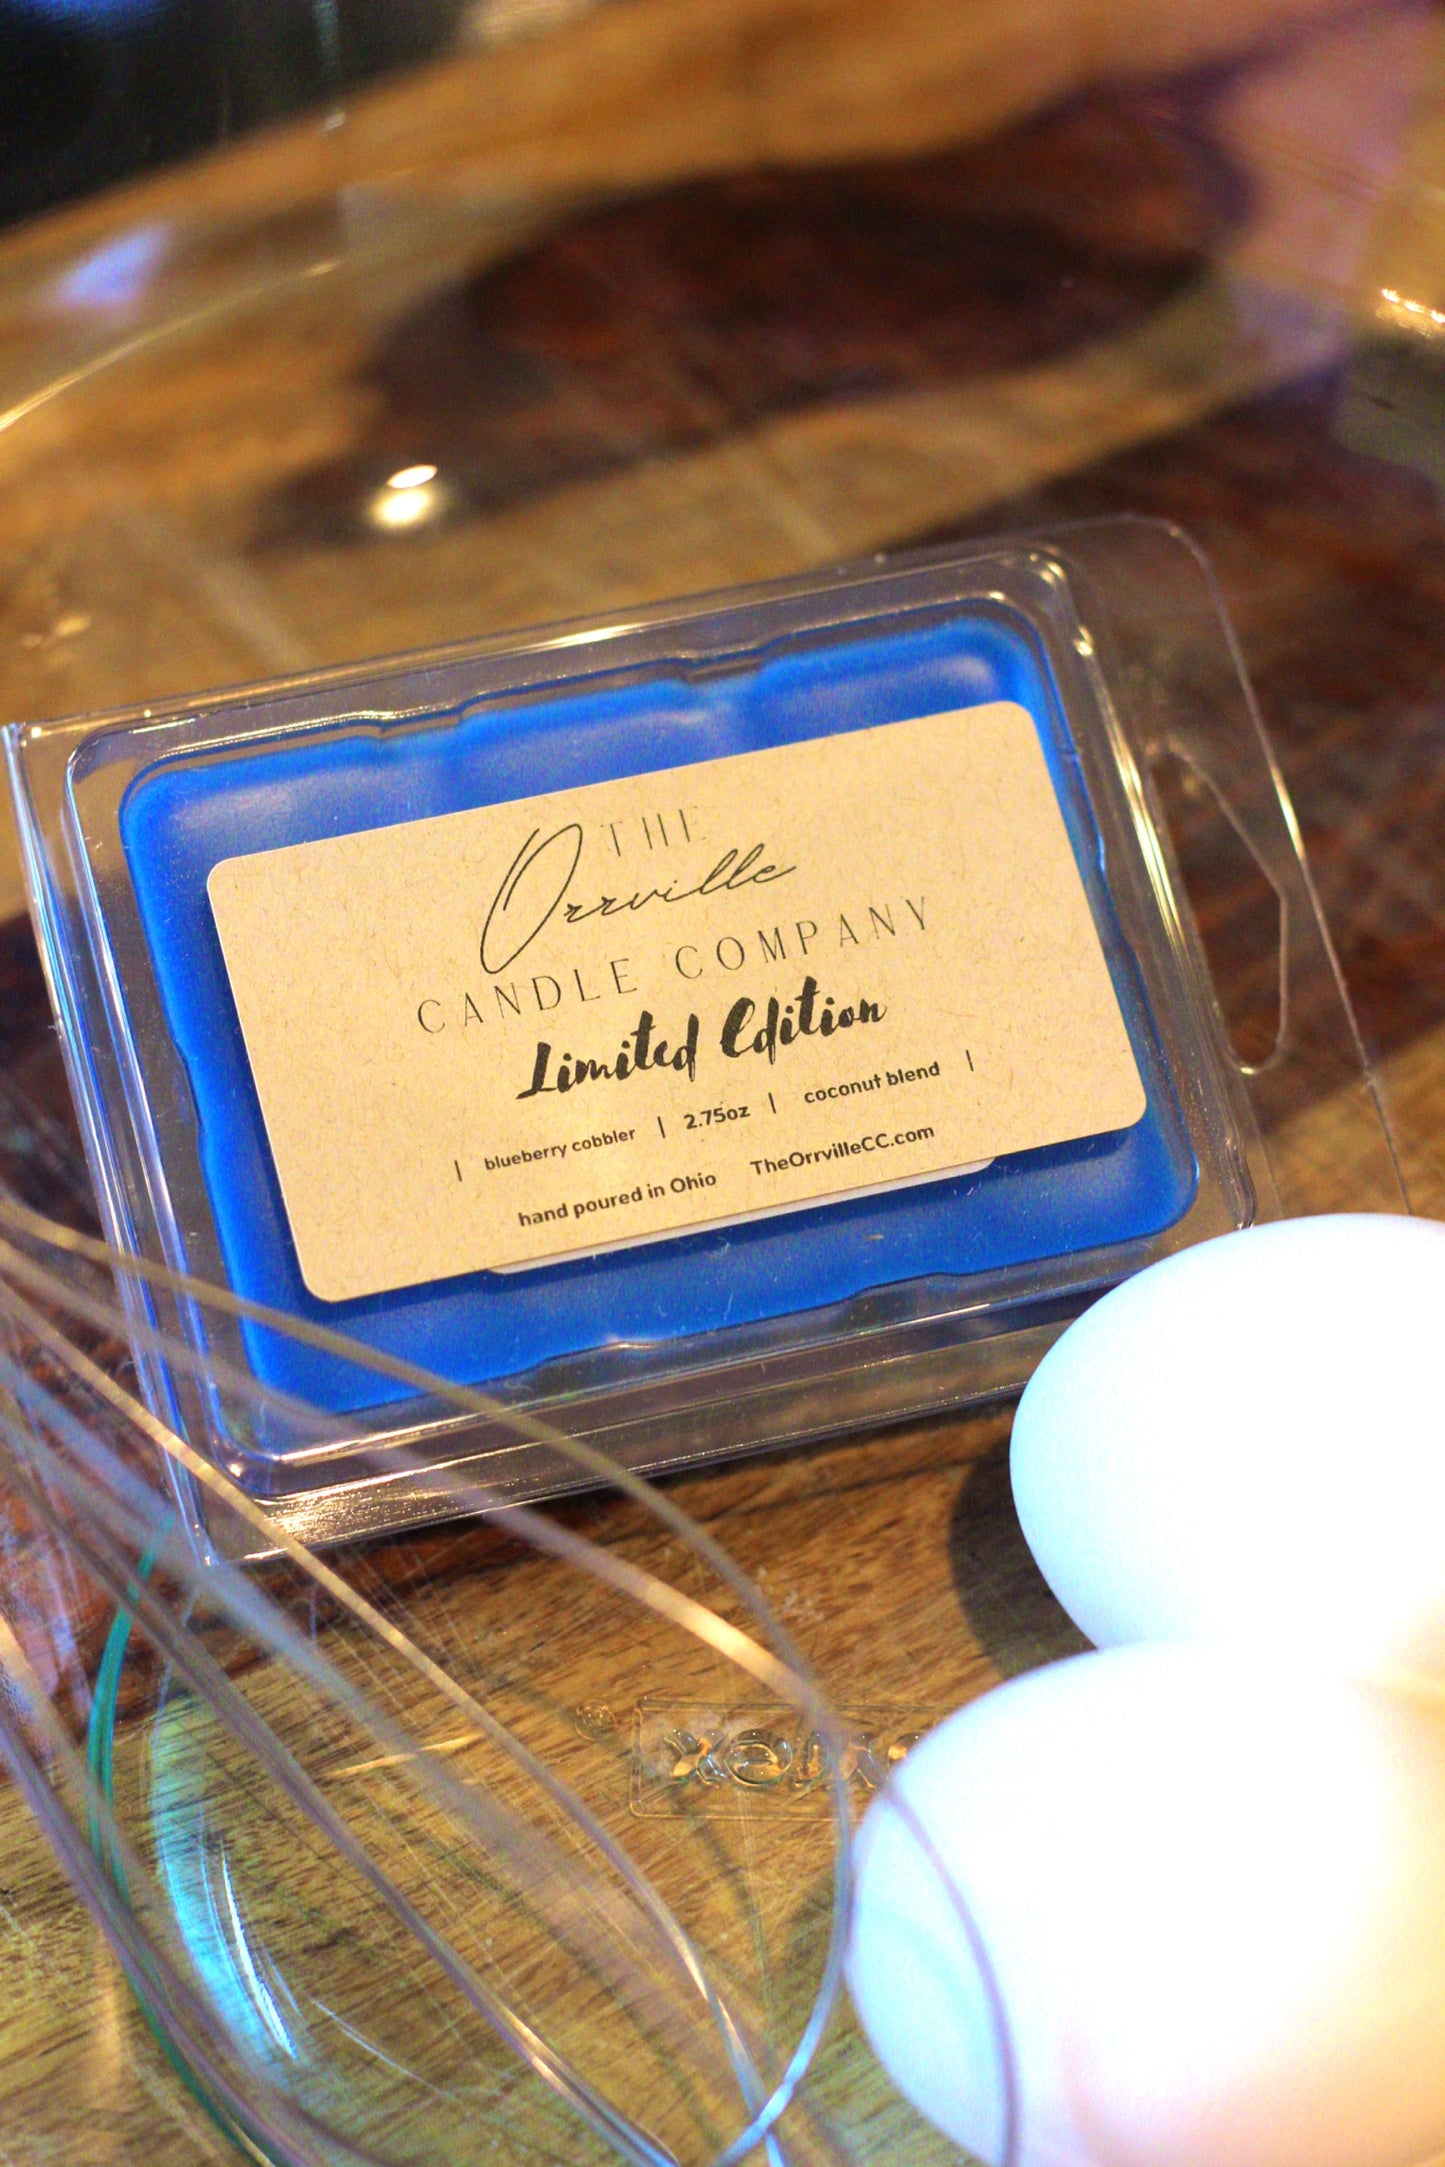 THE
Orrville
CANDLE COMPANY
Limited Edition
| blueberry cobbler | 2.75oz | coconut blend |
hand poured in Ohio TheOrrvilleCC.com